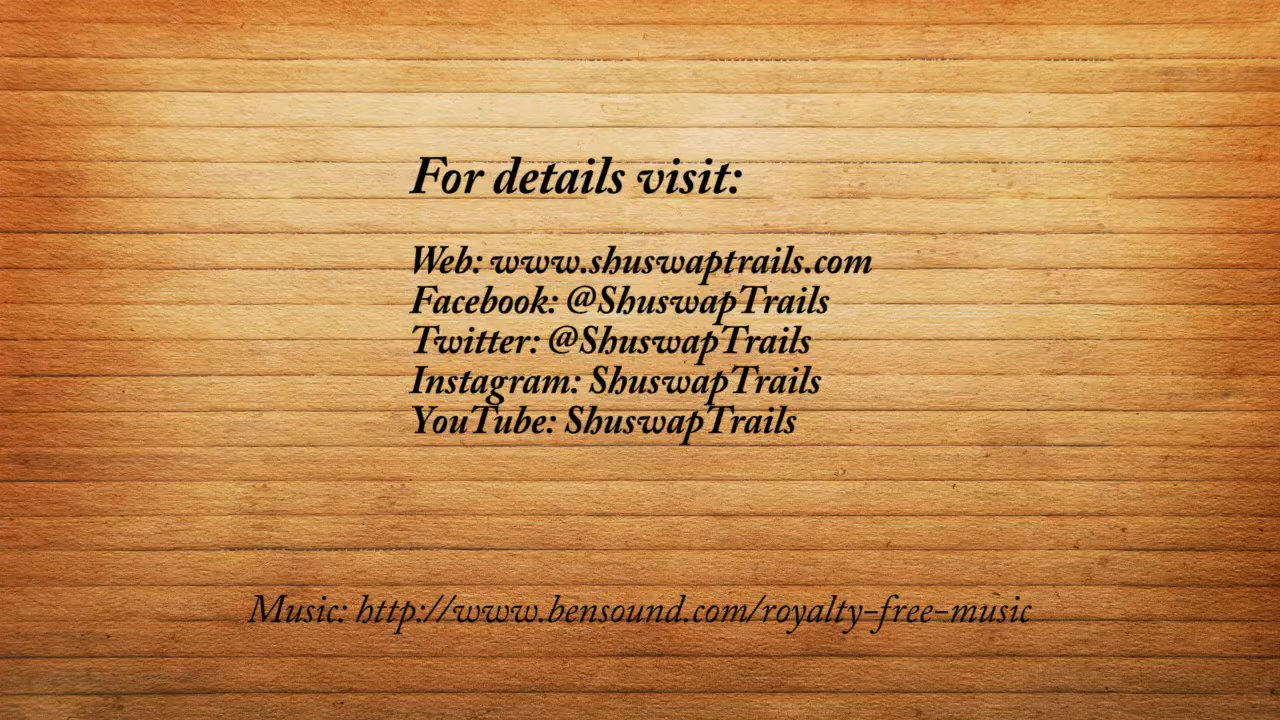 For details visit:
Web: www.shuswaptrails.com
Facebook: @ShuswapTrails
Twitter: @ShuswapTrails
Instagram: ShuswapTrails
YouTube: ShuswapTrails
Music: http://www.bensound.com/royalty-free-music